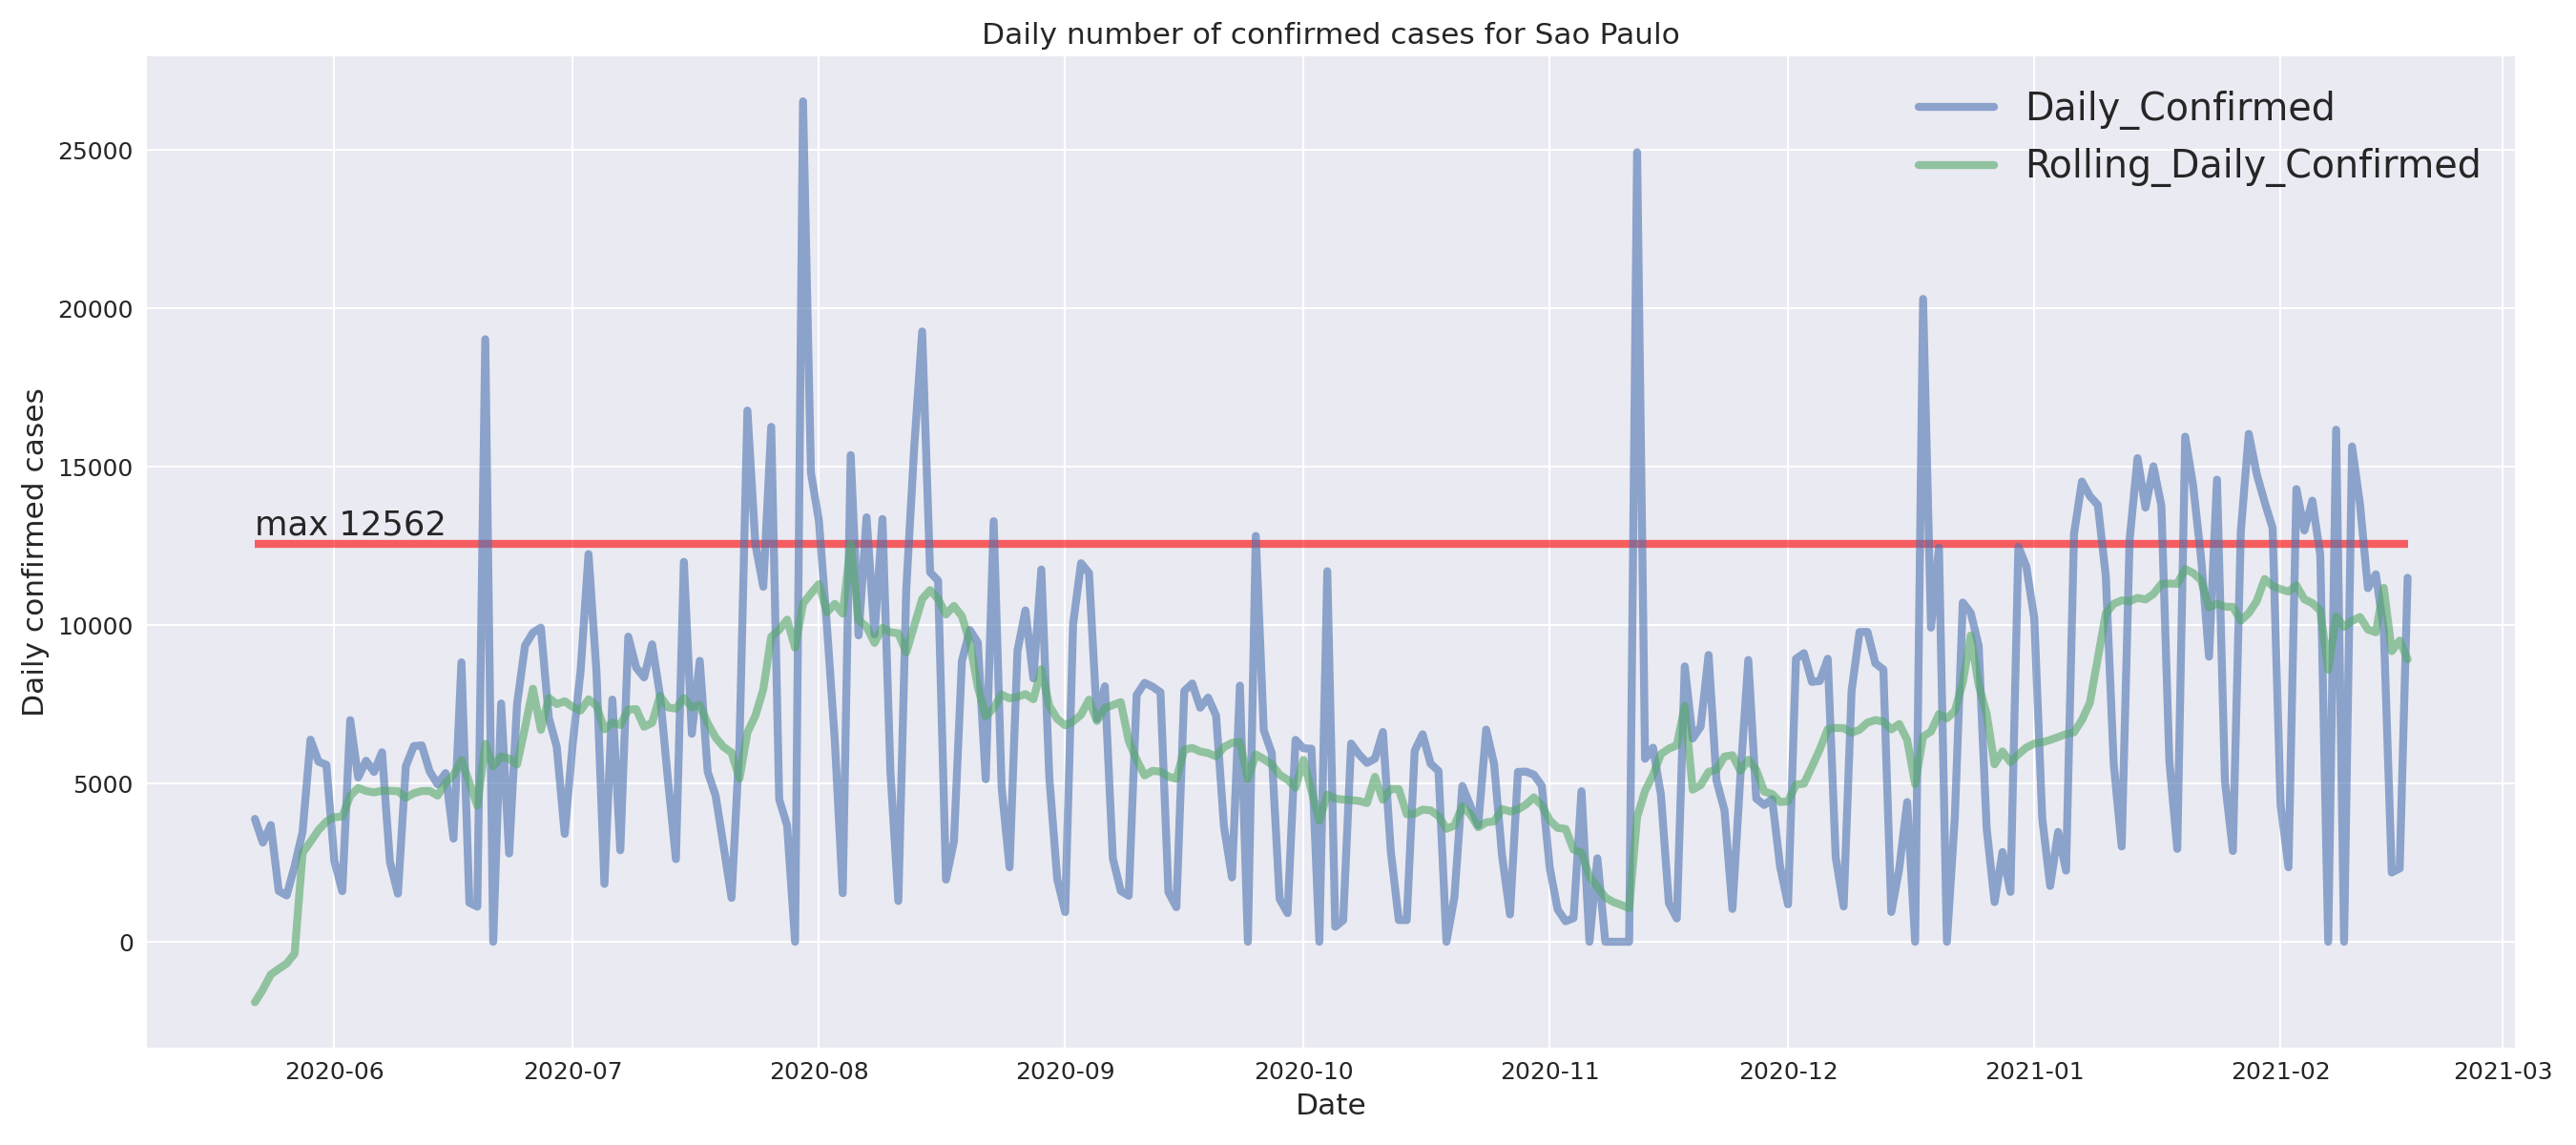 Daily number of confirmed cases for Sao Paulo
Daily_Confirmed
Rolling_Daily_Confirmed
25000
20000
15000
10000
5000
0
max 12562
Daily confirmed cases
2020-06 2020-07 2020-08 2020-09 2020-10 2020-11 2020-12 2021-01 2021-02 2021-03
Date